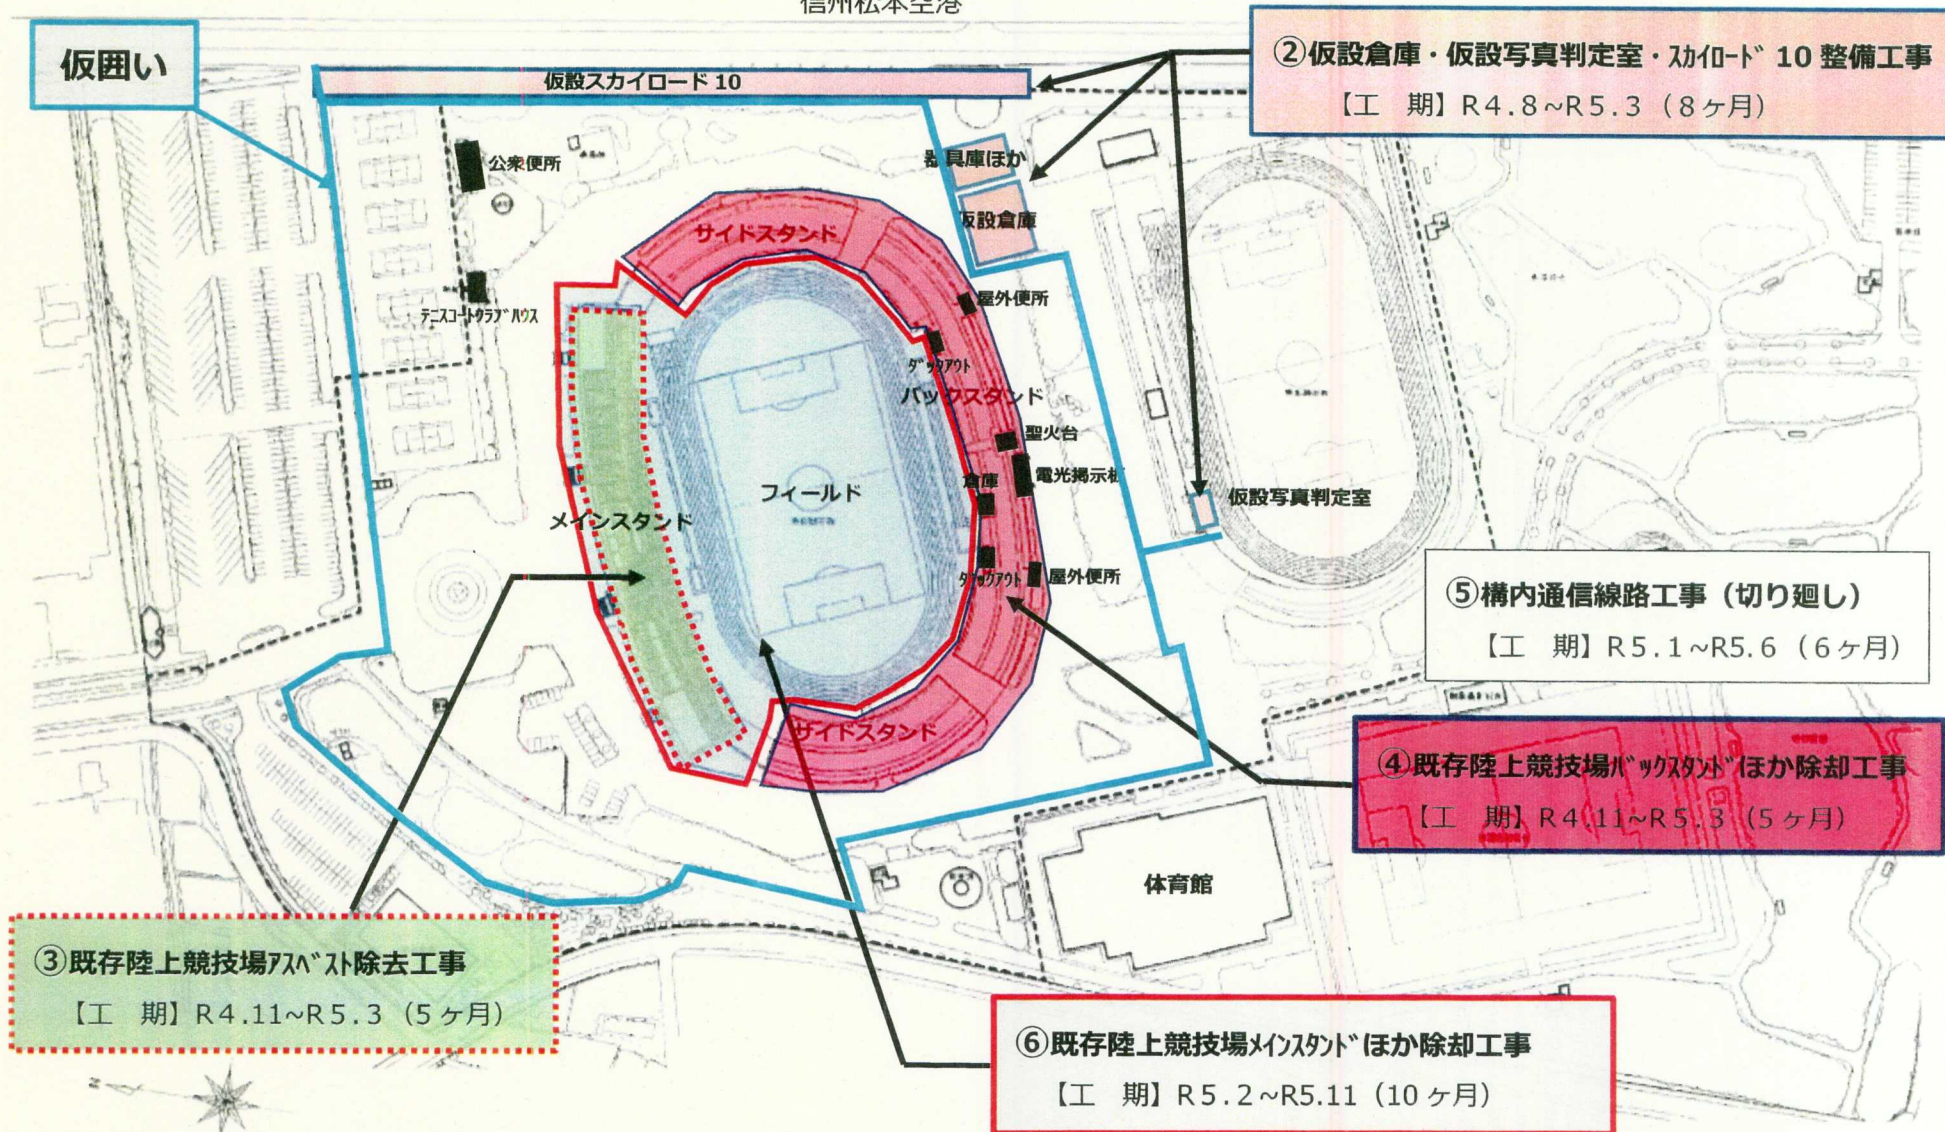 信州松本空港
仮囲い
仮設スカイロード 10
②仮設倉庫・仮設写真判定室・スカイロード 10 整備工事
【工　期】R4.8~R5.3（8ヶ月）
公衆便所
器具庫ほか
仮設倉庫
サイドスタンド
テニスコートクラブハウス
屋外便所
ダックアウト
バックスタンド
聖火台
電光掲示板
倉庫
フィールド
メインスタンド
仮設写真判定室
ダックアウト
屋外便所
⑤構内通信線路工事（切り廻し）
【工　期】R5.1~R5.6（6ヶ月）
サイドスタンド
④既存陸上競技場バックスタンドほか除却工事
【工　期】R4.11~R5.3（5ヶ月）
体育館
③既存陸上競技場アスベスト除去工事
【工　期】R4.11~R5.3（5ヶ月）
⑥既存陸上競技場メインスタンドほか除却工事
【工　期】R5.2~R5.11（10ヶ月）
N